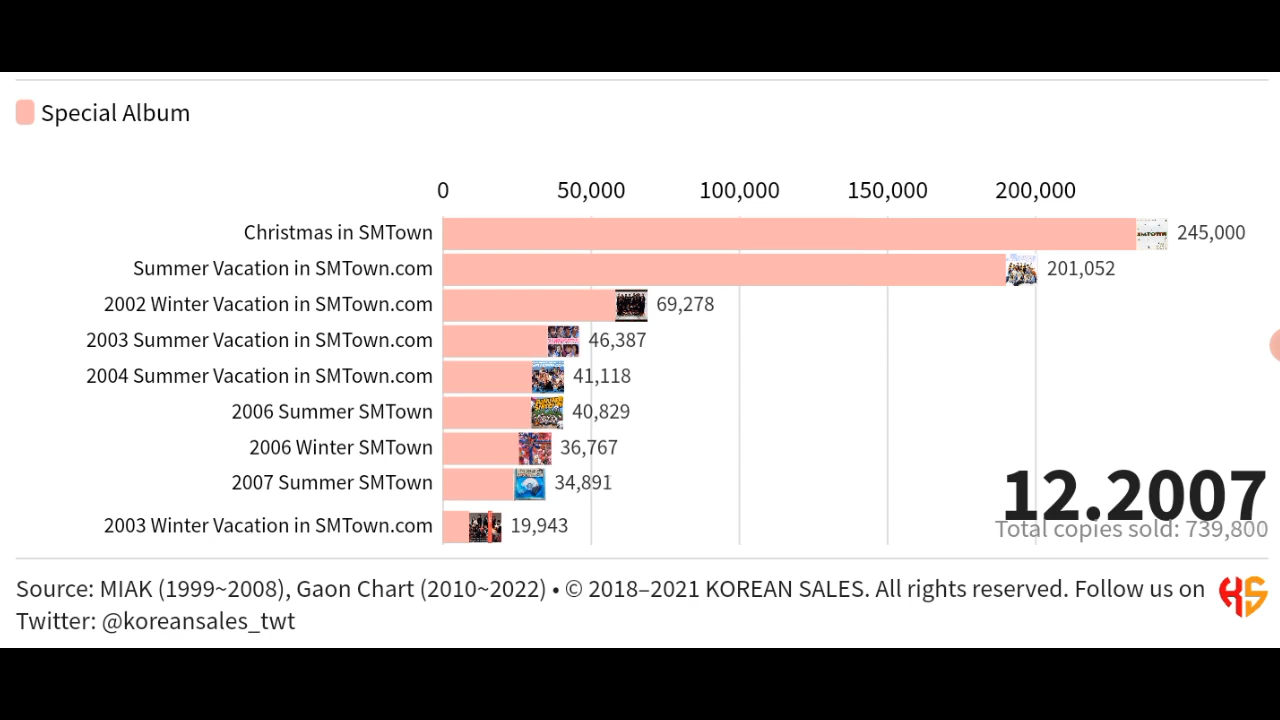 Special Album
0 50,000 100,000 150,000 200,000
Christmas in SMTown 245,000
Summer Vacation in SMTown.com 201,052
2002 Winter Vacation in SMTown.com 69,278
2003 Summer Vacation in SMTown.com 46,387
2004 Summer Vacation in SMTown.com 41,118
2006 Summer SMTown 40,829
2006 Winter SMTown 36,767
2007 Summer SMTown 34,891
2003 Winter Vacation in SMTown.com 19,943
12.2007
Total copies sold: 739,800
Source: MIAK (1999~2008), Gaon Chart (2010~2022) • © 2018–2021 KOREAN SALES. All rights reserved. Follow us on
Twitter: @koreansales_twt
KS